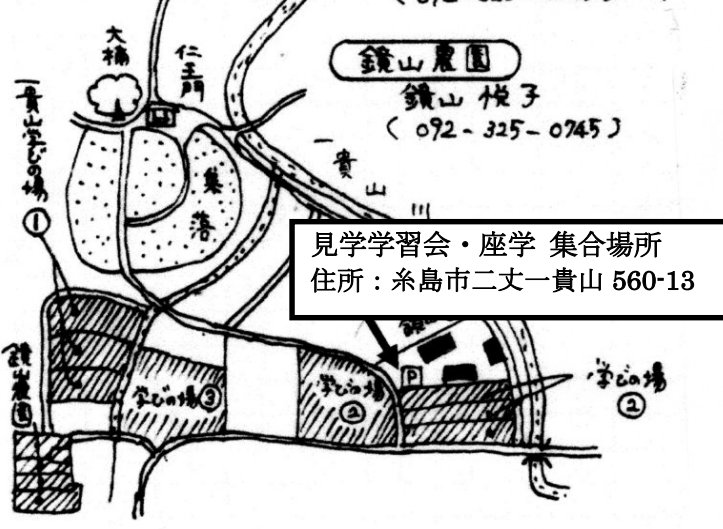 大楠
仁王門
鏡山農園
鏡山 悦子
( 092-325-0745 )
一貴山学びの場
①
集落
一貴山川
見学学習会・座学 集合場所
住所：糸島市二丈一貴山 560-13
P
学びの場③
学びの場②
学びの場
②
鏡山農園